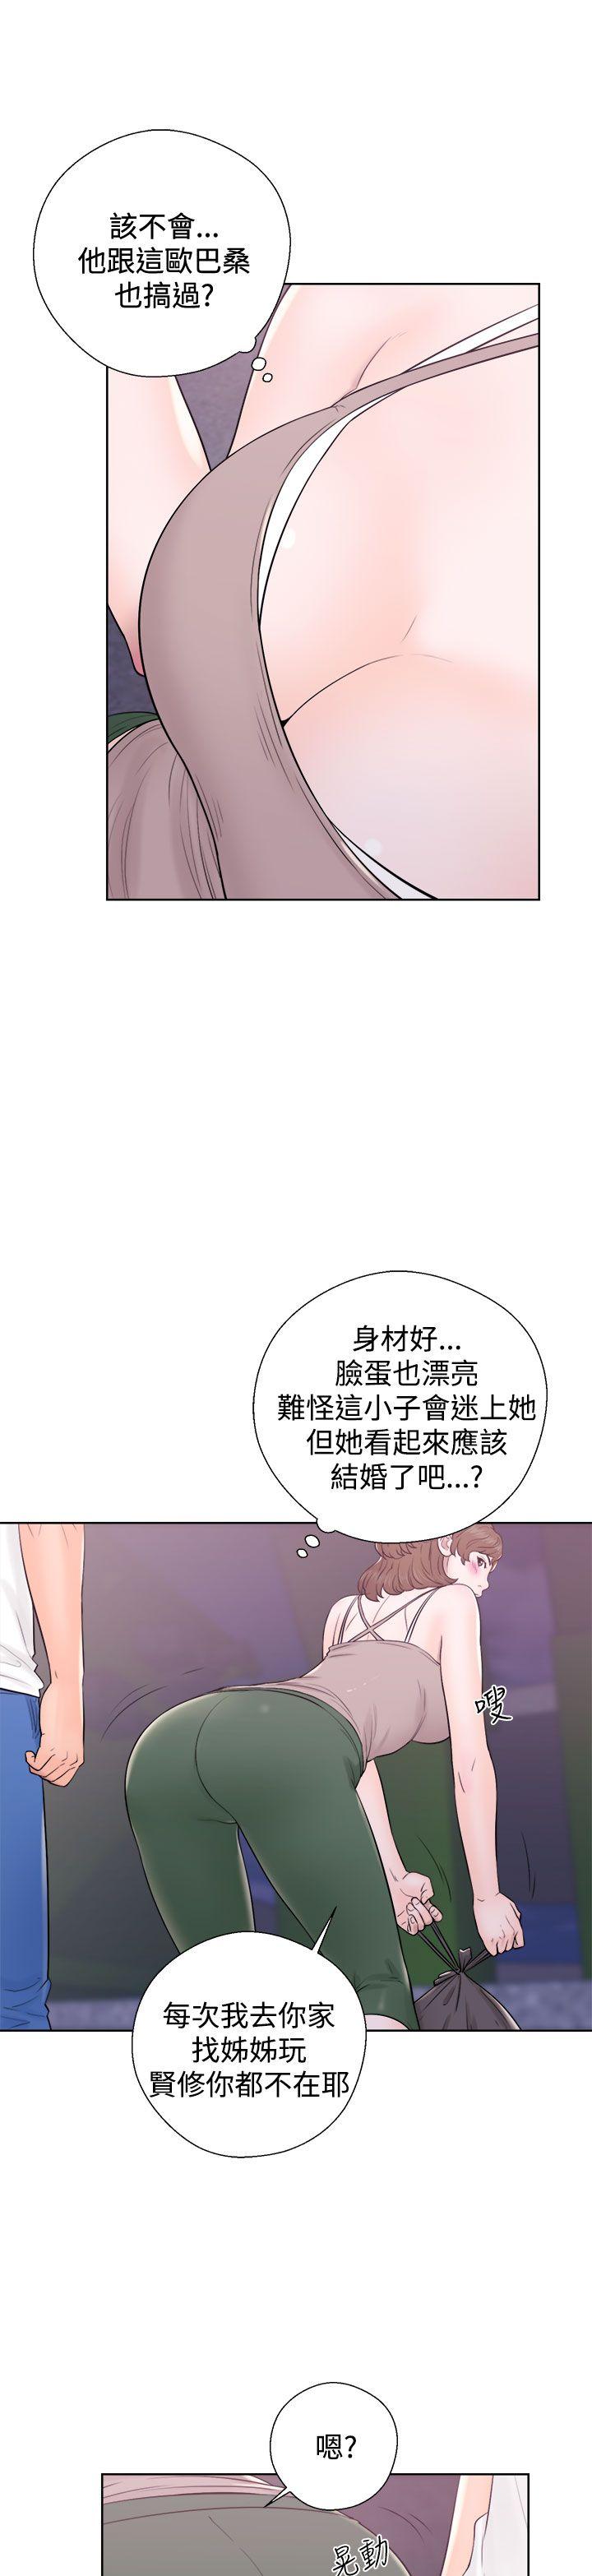 該不會...
他跟這歐巴桑
也搞過?
身材好...
臉蛋也漂亮
難怪這小子會迷上她
但她看起來應該
結婚了吧...?
嗖
每次我去你家
找姊姊玩
賢修你都不在耶
嗯?
晃動